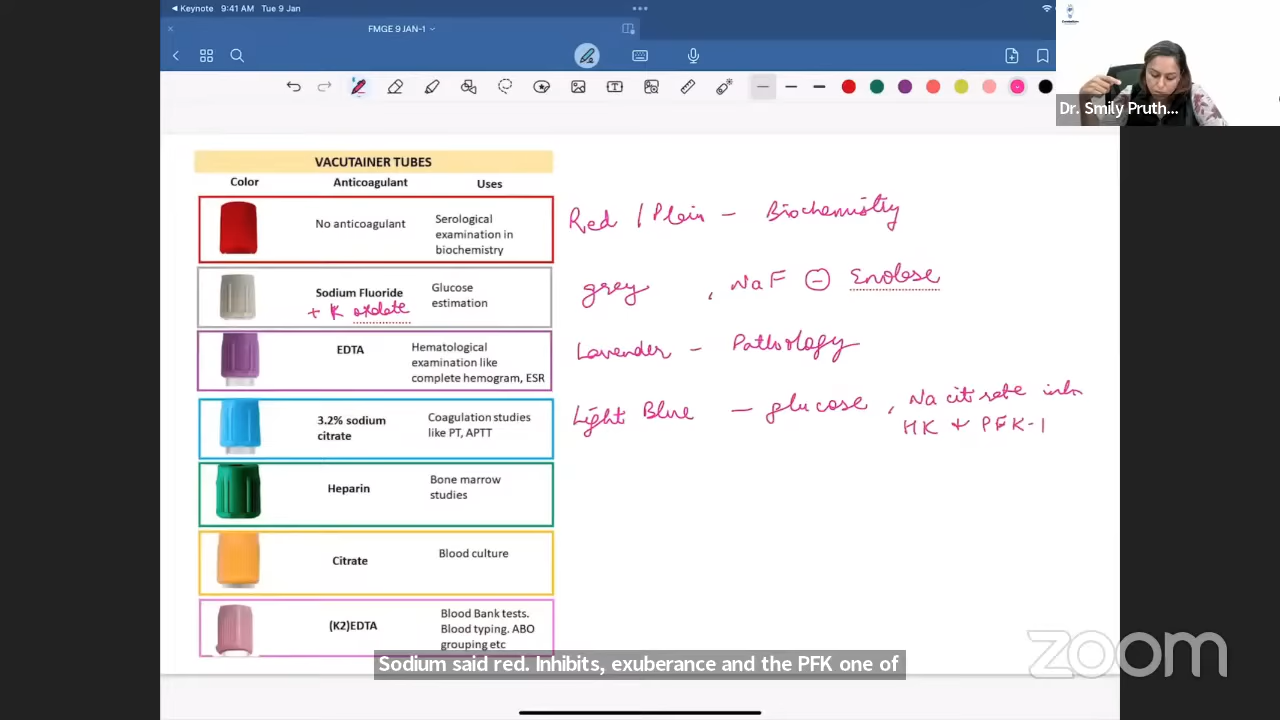 Keynote 9:41 AM Tue 9 Jan
FMGE 9 JAN-1
Dr. Smily Pruth...
VACUTAINER TUBES
Color Anticoagulant Uses
No anticoagulant
Serological
examination in
biochemistry
Red / Plain - Biochemistry
Sodium Fluoride
+ K oxalate
Glucose
estimation
grey , NaF - Enolase
EDTA
Hematological
examination like
complete hemogram, ESR
Lavender - Pathology
3.2% sodium
citrate
Coagulation studies
like PT, APTT
Light Blue - glucose , Na citrate inhb
HK + PFK-1
Heparin
Bone marrow
studies
Citrate
Blood culture
(K2)EDTA
Blood Bank tests.
Blood typing. ABO
grouping etc
Sodium said red. Inhibits, exuberance and the PFK one of
zoom